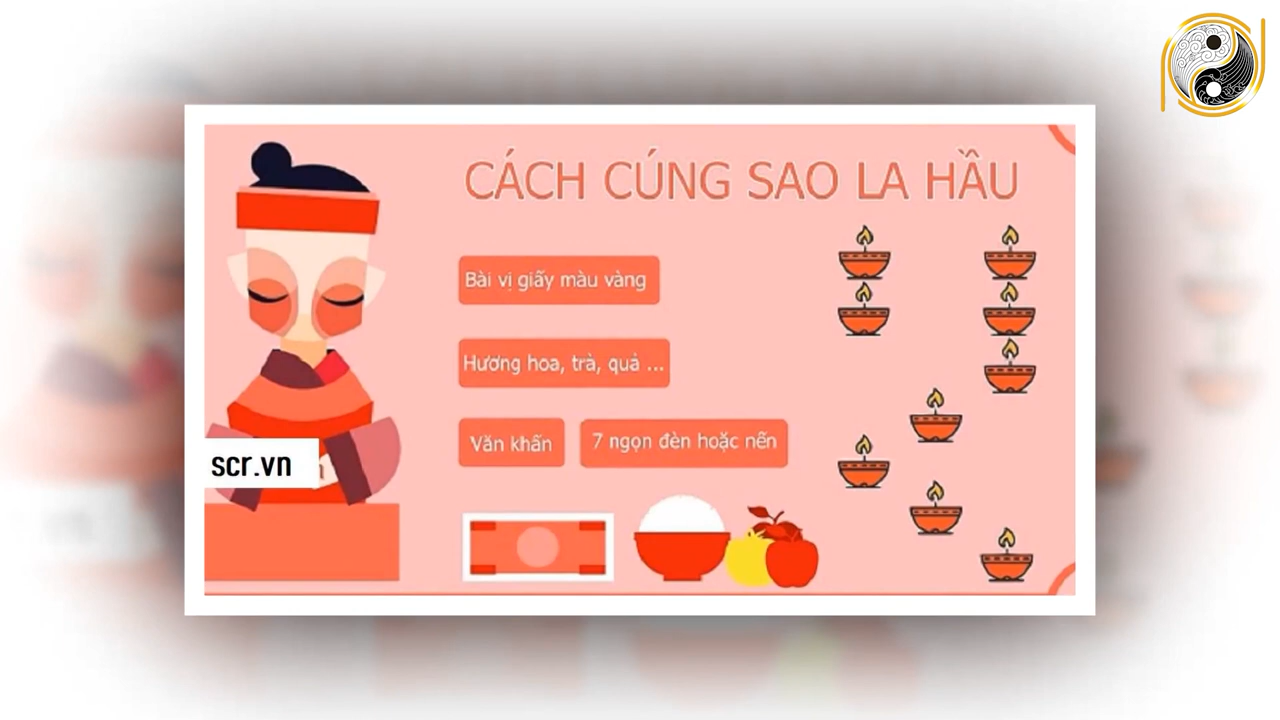 CÁCH CÚNG SAO LA HẦU
Bài vị giấy màu vàng
Hương hoa, trà, quả ...
Văn khấn
7 ngọn đèn hoặc nến
scr.vn